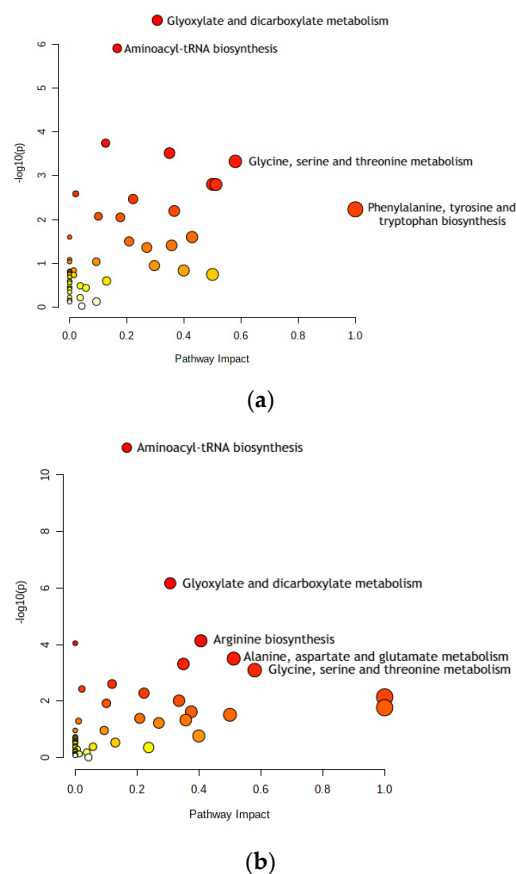 Glyoxylate and dicarboxylate metabolism
6
Aminoacyl-tRNA biosynthesis
5
4
Glycine, serine and threonine metabolism
3
Phenylalanine, tyrosine and
tryptophan biosynthesis
2
1
0
-log10(p)
0.0 0.2 0.4 0.6 0.8 1.0
Pathway Impact
(a)
Aminoacyl-tRNA biosynthesis
10
8
Glyoxylate and dicarboxylate metabolism
6
Arginine biosynthesis
4
Alanine, aspartate and glutamate metabolism
Glycine, serine and threonine metabolism
2
0
-log10(p)
0.0 0.2 0.4 0.6 0.8 1.0
Pathway Impact
(b)